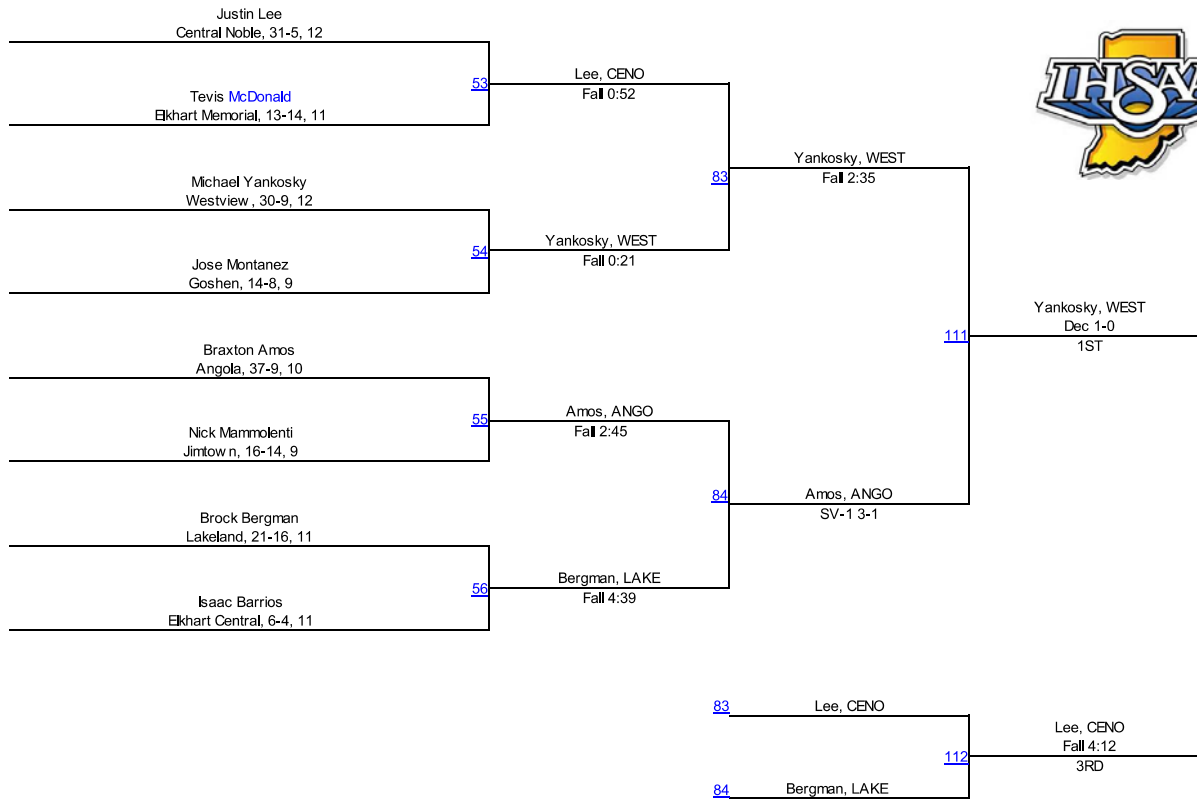 Justin Lee
Central Noble, 31-5, 12
53
Tevis McDonald
Elkhart Memorial, 13-14, 11
Lee, CENO
Fall 0:52
IHSAA
Michael Yankosky
Westview, 30-9, 12
83
Yankosky, WEST
Fall 2:35
54
Yankosky, WEST
Fall 0:21
Jose Montanez
Goshen, 14-8, 9
111
Yankosky, WEST
Dec 1-0
1ST
Braxton Amos
Angola, 37-9, 10
55
Amos, ANGO
Fall 2:45
Nick Mammolenti
Jimtown, 16-14, 9
84
Amos, ANGO
SV-1 3-1
Brock Bergman
Lakeland, 21-16, 11
56
Bergman, LAKE
Fall 4:39
Isaac Barrios
Elkhart Central, 6-4, 11
83
Lee, CENO
112
Lee, CENO
Fall 4:12
3RD
84
Bergman, LAKE